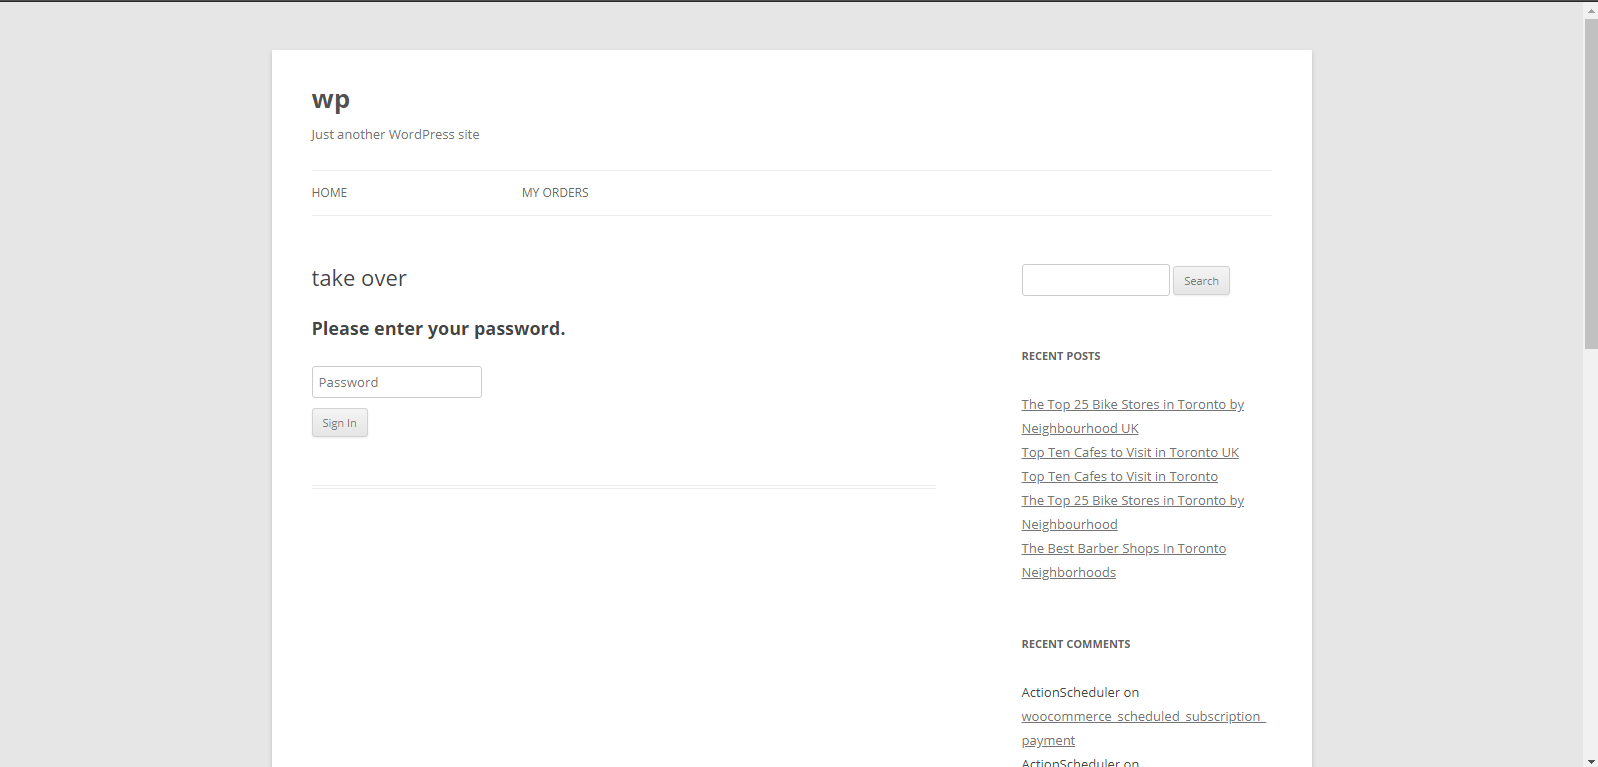 wp
Just another WordPress site
HOME
MY ORDERS
take over
Please enter your password.
Password
Sign In
Search
RECENT POSTS
The Top 25 Bike Stores in Toronto by
Neighbourhood UK
Top Ten Cafes to Visit in Toronto UK
Top Ten Cafes to Visit in Toronto
The Top 25 Bike Stores in Toronto by
Neighbourhood
The Best Barber Shops In Toronto
Neighborhoods
RECENT COMMENTS
ActionScheduler on
woocommerce_scheduled_subscription_
payment
ActionScheduler on